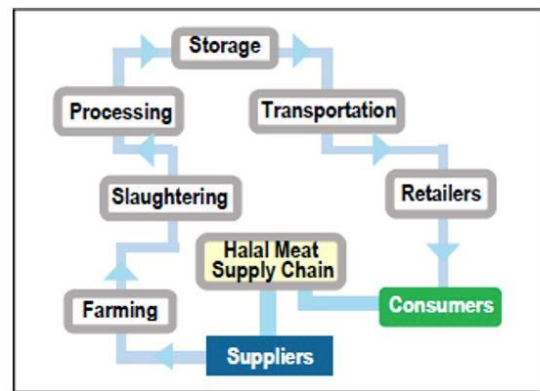 Storage
Processing
Transportation
Slaughtering
Retailers
Halal Meat
Supply Chain
Farming
Consumers
Suppliers